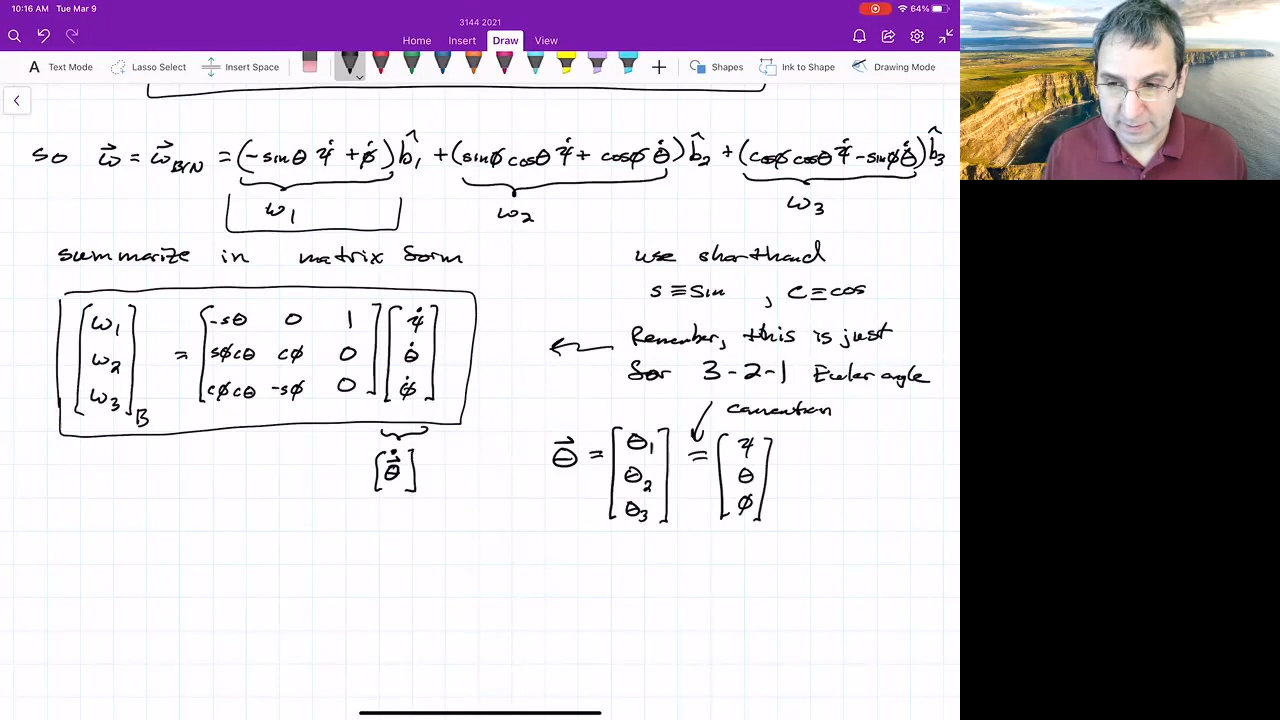 10:16 AM Tue Mar 9
64%
3144 2021
Home Insert Draw View
Text Mode Lasso Select Insert Space Shapes Ink to Shape Drawing Mode
so ω⃗ = ω⃗_B/N = (-sinθ ψ̇ + φ̇) b̂₁ + (sinφ cosθ ψ̇ + cosφ θ̇) b̂₂ + (cosφ cosθ ψ̇ - sinφ θ̇) b̂₃
ω₁ ω₂ ω₃
summarize in matrix form
[ω₁ ω₂ ω₃]_B = [-sθ 0 1; sφcθ cφ 0; cφcθ -sφ 0] [ψ̇ θ̇ φ̇]
[θ⃗̇]
use shorthand
s ≡ sin , c ≡ cos
Remember, this is just
for 3-2-1 Euler angle
convention
θ⃗ = [θ₁ θ₂ θ₃] = [ψ θ φ]